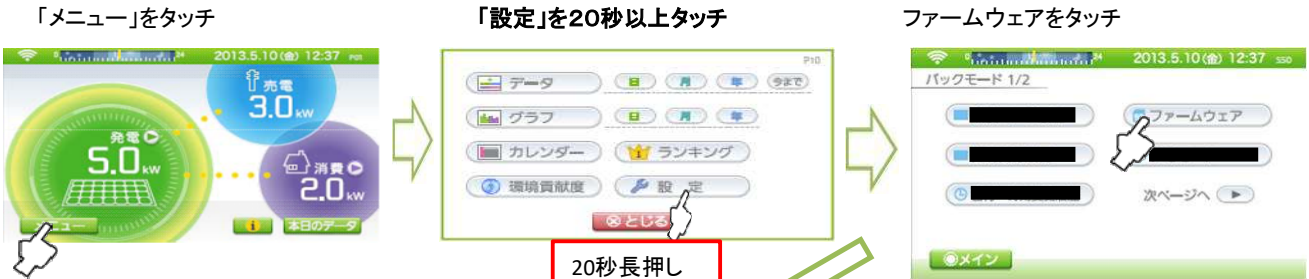 「メニュー」をタッチ
「設定」を20秒以上タッチ
ファームウェアをタッチ
0 24 2013.5.10(金) 12:37 P01
発電
5.0kw
売電
3.0kw
消費
2.0kw
メニュー
i 本日のデータ
P10
データ 日 月 年 今まで
グラフ 日 月 年
カレンダー ランキング
環境貢献度 設 定
とじる
20秒長押し
0 24 2013.5.10(金) 12:37 S50
バックモード 1/2
ファームウェア
次ページへ
メイン